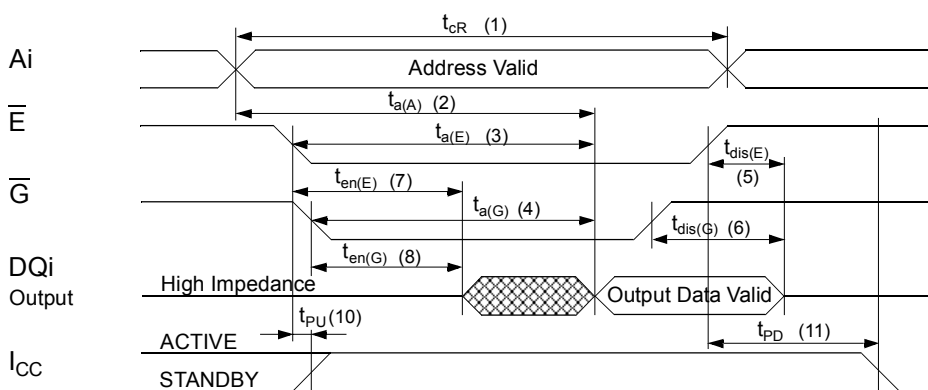 tcR (1)
Ai
Address Valid
ta(A) (2)
E
ta(E) (3)
tdis(E)
(5)
ten(E) (7)
G
ta(G) (4)
tdis(G) (6)
ten(G) (8)
DQi
Output
High Impedance
Output Data Valid
tPU (10)
tPD (11)
ICC
ACTIVE
STANDBY